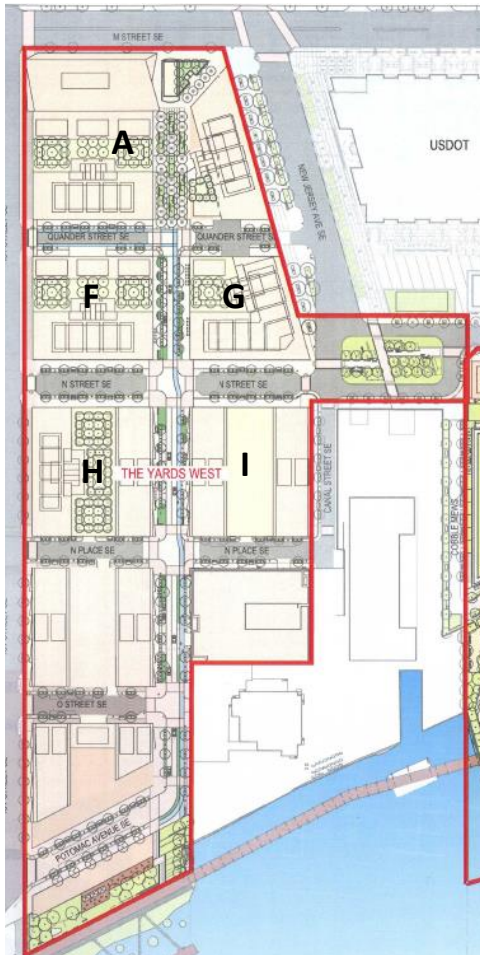 M STREET SE
A
USDOT
NEW JERSEY AVE SE
QUANDER STREET SE
QUANDER STREET SE
F
G
N STREET SE
N STREET SE
H
THE YARDS WEST
I
CANAL STREET SE
COBBLE MEWS
N PLACE SE
N PLACE SE
O STREET SE
POTOMAC AVENUE SE